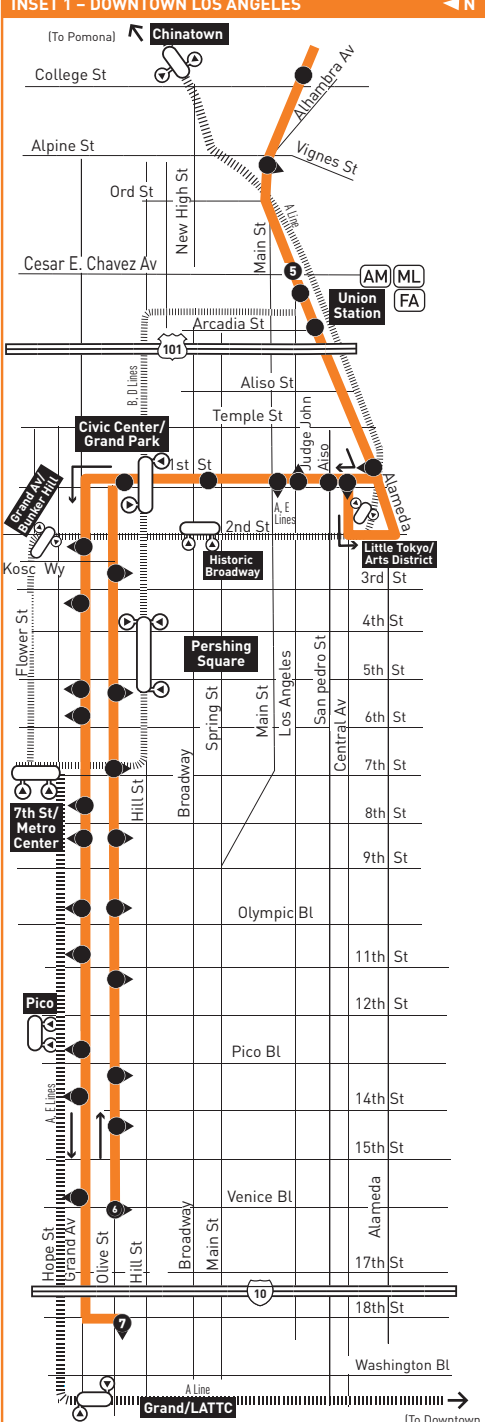 INSET 1 – DOWNTOWN LOS ANGELES
N
(To Pomona)
Chinatown
College St
Alhambra Av
Alpine St
Vignes St
Ord St
New High St
Main St
A Line
Cesar E. Chavez Av
5
AM
ML
FA
Union
Station
Arcadia St
101
B, D Lines
Aliso St
Temple St
Civic Center/
Grand Park
Judge John
Aiso
1st St
Alameda
Grand Av/
Bunker Hill
A, E
Lines
2nd St
Historic
Broadway
Little Tokyo/
Arts District
Kosc Wy
3rd St
Flower St
4th St
Pershing
Square
5th St
Spring St
Main St
Los Angeles
San pedro St
Central Av
6th St
7th St
7th St/
Metro
Center
Hill St
Broadway
8th St
9th St
Olympic Bl
11th St
Pico
12th St
Pico Bl
A, E Lines
14th St
15th St
Venice Bl
6
Hope St
Grand Av
Olive St
Hill St
Broadway
Main St
Alameda
17th St
10
18th St
7
Washington Bl
A Line
Grand/LATTC
(To Downtown